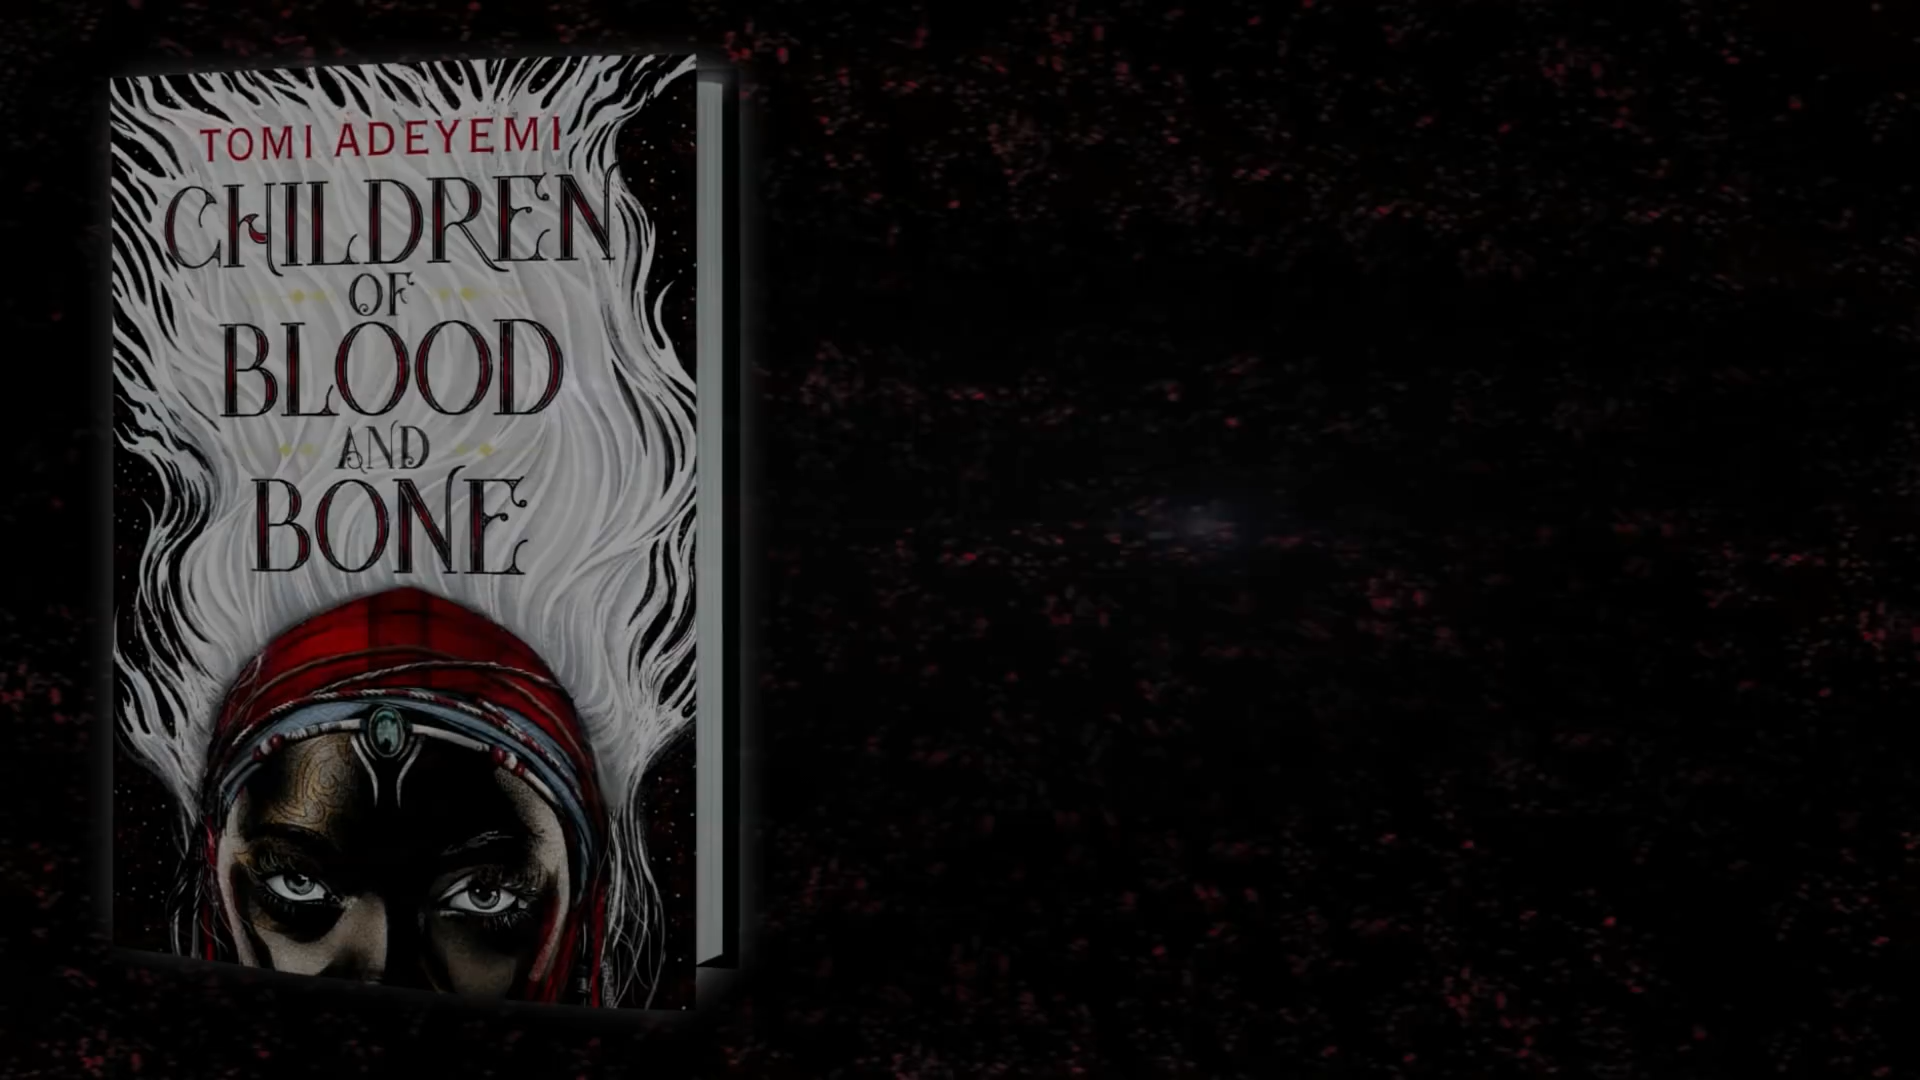 TOMI ADEYEMI
CHILDREN
OF
BLOOD
AND
BONE